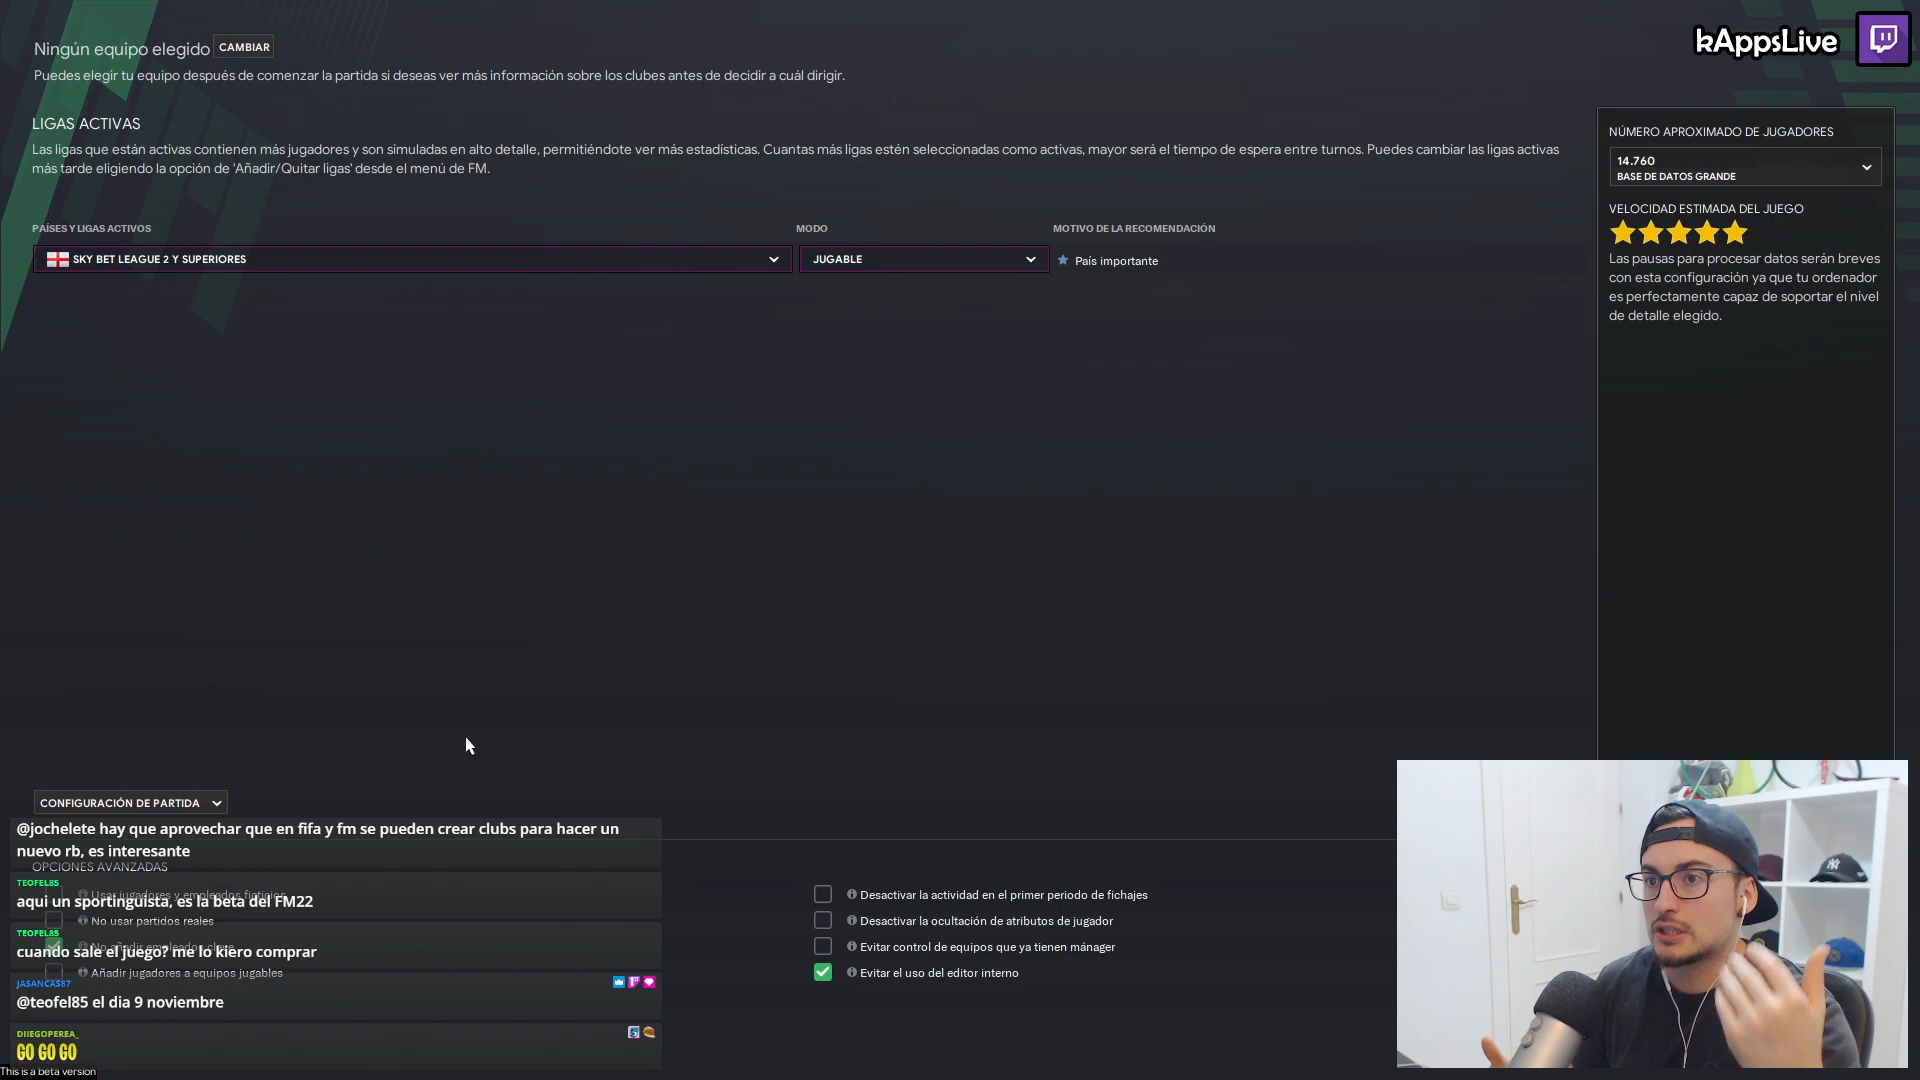 Ningún equipo elegido CAMBIAR
Puedes elegir tu equipo después de comenzar la partida si deseas ver más información sobre los clubes antes de decidir a cuál dirigir.
kAppsLive
LIGAS ACTIVAS
Las ligas que están activas contienen más jugadores y son simuladas en alto detalle, permitiéndote ver más estadísticas. Cuantas más ligas estén seleccionadas como activas, mayor será el tiempo de espera entre turnos. Puedes cambiar las ligas activas
más tarde eligiendo la opción de 'Añadir/Quitar ligas' desde el menú de FM.
PAÍSES Y LIGAS ACTIVOS
MODO
MOTIVO DE LA RECOMENDACIÓN
SKY BET LEAGUE 2 Y SUPERIORES
JUGABLE
País importante
NÚMERO APROXIMADO DE JUGADORES
14.760
BASE DE DATOS GRANDE
VELOCIDAD ESTIMADA DEL JUEGO
Las pausas para procesar datos serán breves
con esta configuración ya que tu ordenador
es perfectamente capaz de soportar el nivel
de detalle elegido.
CONFIGURACIÓN DE PARTIDA
@jochelete hay que aprovechar que en fifa y fm se pueden crear clubs para hacer un
nuevo rb, es interesante
OPCIONES AVANZADAS
TEOFEL85
Usar jugadores y empleados ficticios
aqui un sportinguista, es la beta del FM22
No usar partidos reales
TEOFEL85
No añadir empleados clave
cuando sale el juego? me lo kiero comprar
Añadir jugadores a equipos jugables
JASANCAS87
@teofel85 el dia 9 noviembre
DIIEGOPEREA_
GO GO GO
This is a beta version
Desactivar la actividad en el primer periodo de fichajes
Desactivar la ocultación de atributos de jugador
Evitar control de equipos que ya tienen mánager
Evitar el uso del editor interno